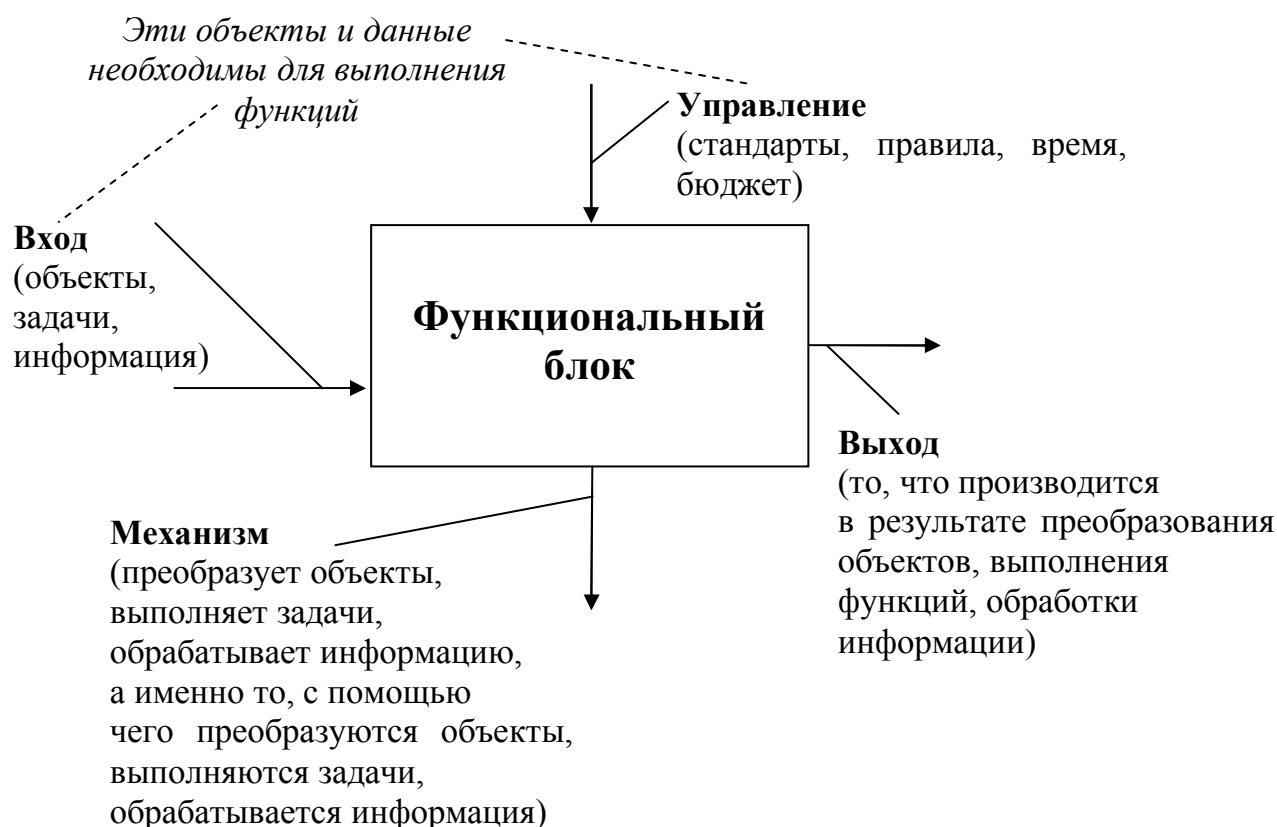 Эти объекты и данные
необходимы для выполнения
функций
Управление
(стандарты, правила, время,
бюджет)
Вход
(объекты,
задачи,
информация)
Функциональный
блок
Выход
(то, что производится
в результате преобразования
объектов, выполнения
функций, обработки
информации)
Механизм
(преобразует объекты,
выполняет задачи,
обрабатывает информацию,
а именно то, с помощью
чего преобразуются объекты,
выполняются задачи,
обрабатывается информация)